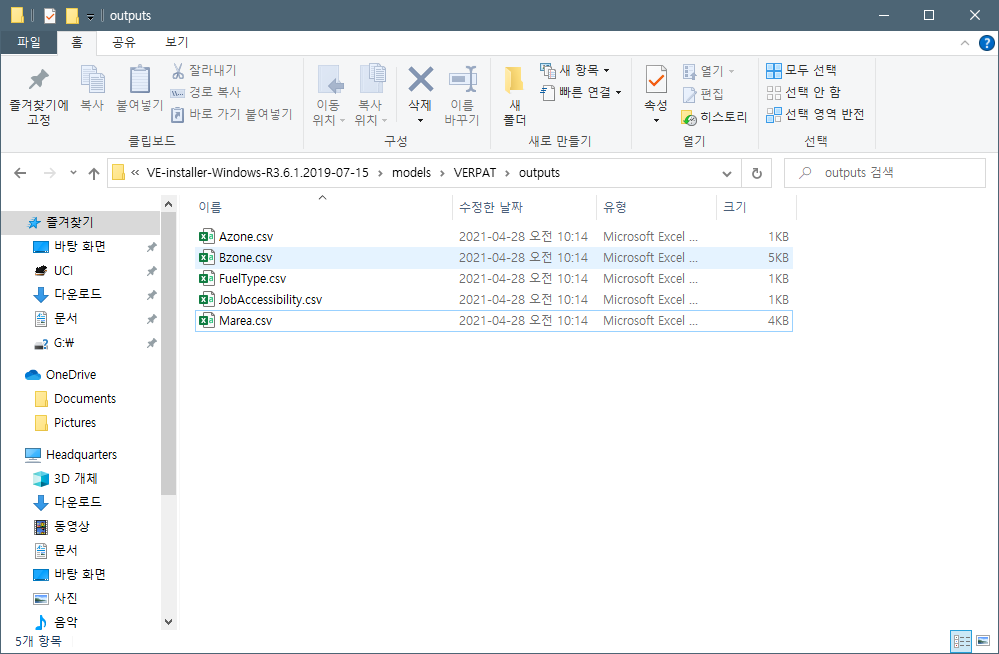 outputs
파일 홈 공유 보기
즐겨찾기에 고정
복사
붙여넣기
잘라내기
경로 복사
바로 가기 붙여넣기
클립보드
이동 위치
복사 위치
삭제
이름 바꾸기
구성
새 폴더
새 항목
빠른 연결
새로 만들기
속성
열기
편집
히스토리
열기
모두 선택
선택 안 함
선택 영역 반전
선택
« VE-installer-Windows-R3.6.1.2019-07-15 › models › VERPAT › outputs
outputs 검색
즐겨찾기
바탕 화면
UCI
다운로드
문서
G:\
OneDrive
Documents
Pictures
Headquarters
3D 개체
다운로드
동영상
문서
바탕 화면
사진
음악
이름 수정한 날짜 유형 크기
Azone.csv 2021-04-28 오전 10:14 Microsoft Excel ... 1KB
Bzone.csv 2021-04-28 오전 10:14 Microsoft Excel ... 5KB
FuelType.csv 2021-04-28 오전 10:14 Microsoft Excel ... 1KB
JobAccessibility.csv 2021-04-28 오전 10:14 Microsoft Excel ... 1KB
Marea.csv 2021-04-28 오전 10:14 Microsoft Excel ... 4KB
5개 항목